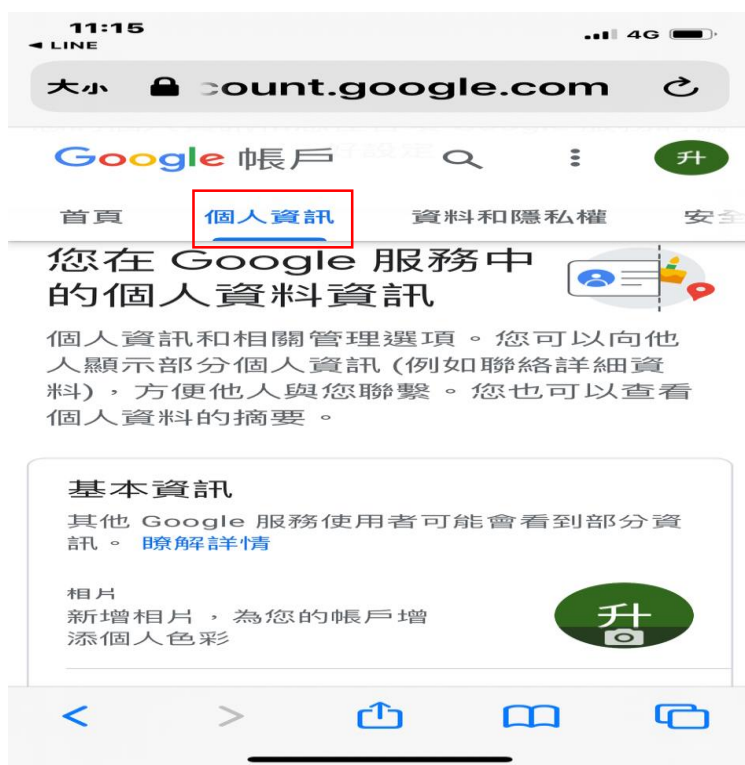 11:15
4G
◀ LINE
大小 count.google.com
Google 帳戶
升
首頁 個人資訊 資料和隱私權 安全
您在 Google 服務中
的個人資料資訊
個人資訊和相關管理選項。您可以向他
人顯示部分個人資訊 (例如聯絡詳細資
料)，方便他人與您聯繫。您也可以查看
個人資料的摘要。
基本資訊
其他 Google 服務使用者可能會看到部分資
訊。 瞭解詳情
相片
新增相片，為您的帳戶增
添個人色彩
升